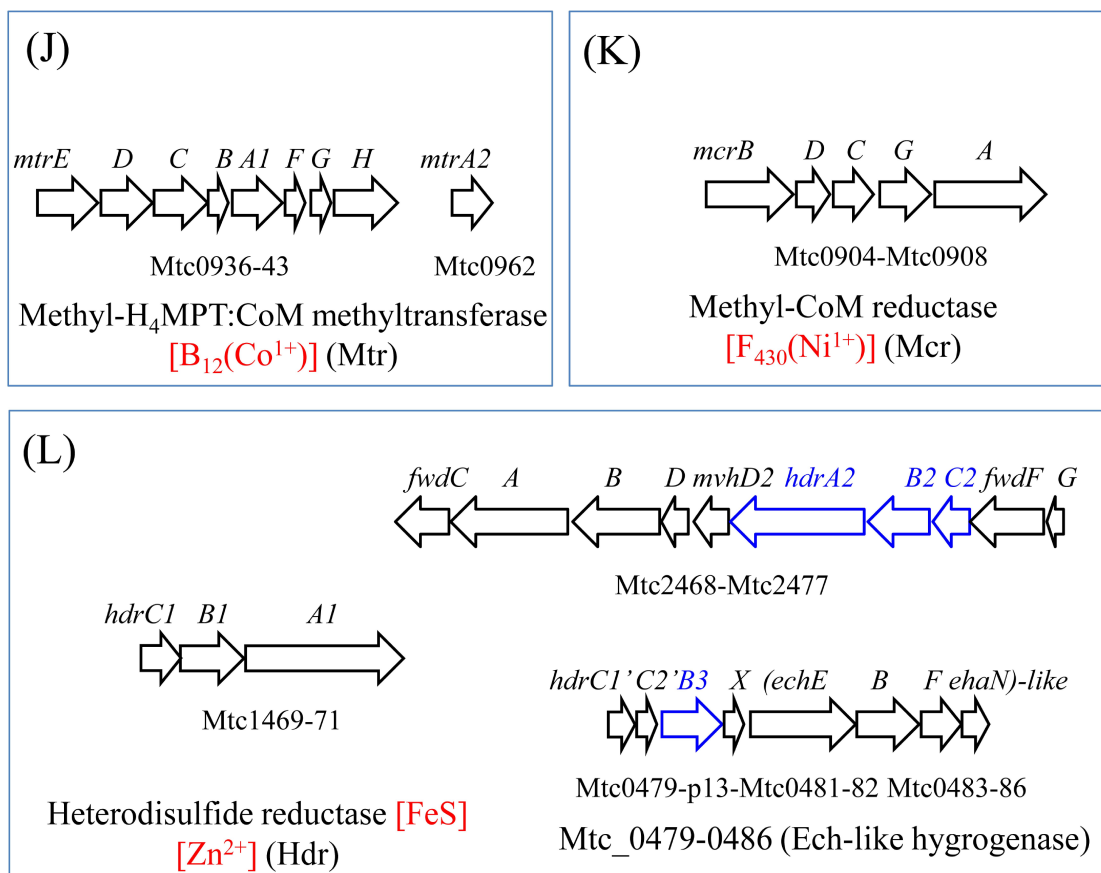 (J)
mtrE D C B A1 F G H mtrA2
Mtc0936-43 Mtc0962
Methyl-H₄MPT:CoM methyltransferase
[B₁₂(Co¹⁺)] (Mtr)
(K)
mcrB D C G A
Mtc0904-Mtc0908
Methyl-CoM reductase
[F₄₃₀(Ni¹⁺)] (Mcr)
(L)
fwdC A B D mvhD2 hdrA2 B2 C2 fwdF G
Mtc2468-Mtc2477
hdrC1 B1 A1
Mtc1469-71
hdrC1’ C2’ B3 X (echE B F ehaN)-like
Mtc0479-p13-Mtc0481-82 Mtc0483-86
Heterodisulfide reductase [FeS]
[Zn²⁺] (Hdr)
Mtc_0479-0486 (Ech-like hygrogenase)